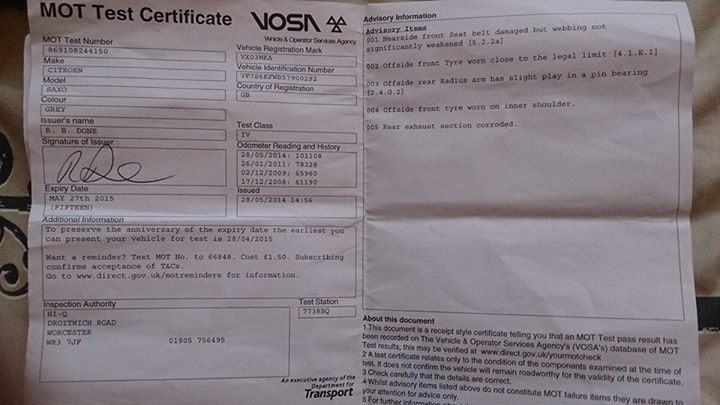 MOT Test Certificate
VOSA
Vehicle & Operator Services Agency
MOT Test Number
869108244150
Make
CITROEN
Model
SAXO
Colour
GREY
Issuer's name
R. B. DONE
Signature of Issuer
Expiry Date
MAY 27th 2015
(FIFTEEN)
Vehicle Registration Mark
VX03MKA
Vehicle Identification Number
VF7S6KFWB57900292
Country of Registration
GB
Test Class
IV
Odometer Reading and History
28/05/2014: 101108
26/01/2011: 78328
02/12/2009: 65960
17/12/2008: 61190
Issued
28/05/2014 14:56
Additional Information
To preserve the anniversary of the expiry date the earliest you
can present your vehicle for test is 28/04/2015
Want a reminder? Text MOT No. to 66848. Cost £1.50. Subscribing
confirms acceptance of T&Cs.
Go to www.direct.gov.uk/motreminders for information.
Inspection Authority
HI-Q
DROITWICH ROAD
WORCESTER
WR3 7JF 01905 756495
Test Station
7738BQ
An executive agency of the
Department for
Transport
Advisory Information
Advisory Items
001 Nearside front Seat belt damaged but webbing not
significantly weakened [5.2.2a]
002 Offside front Tyre worn close to the legal limit [4.1.E.1]
003 Offside rear Radius arm has slight play in a pin bearing
[2.4.G.2]
004 Offside front tyre worn on inner shoulder.
005 Rear exhaust section corroded.
About this document
1 This document is a receipt style certificate telling you that an MOT Test pass result has
been recorded on The Vehicle & Operator Services Agency's (VOSA's) database of MOT
Test results; this may be verified at www.direct.gov.uk/yourmotcheck
2 A test certificate relates only to the condition of the components examined at the time of
test. It does not confirm the vehicle will remain roadworthy for the validity of the certificate.
3 Check carefully that the details are correct.
4 Whilst advisory items listed above do not constitute MOT failure items they are drawn to
your attention for advice only.
5 For further information